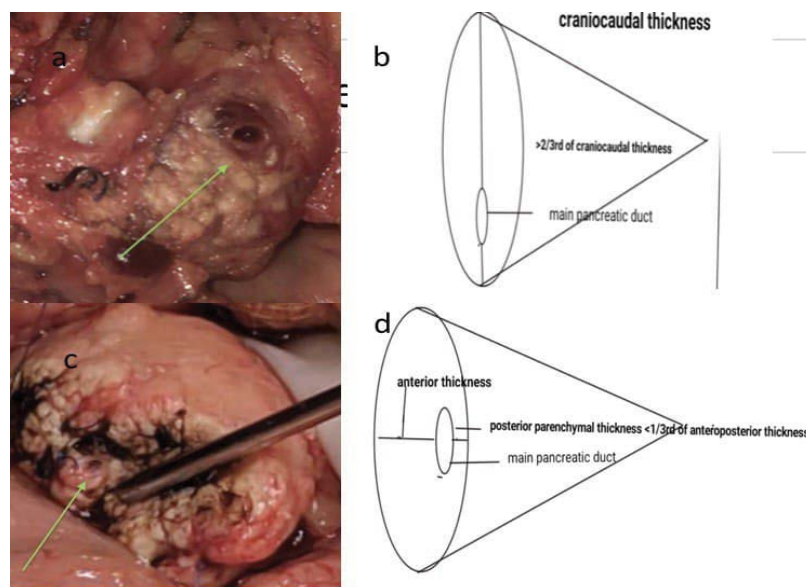 a
b
craniocaudal thickness
>2/3rd of craniocaudal thickness
main pancreatic duct
c
d
anterior thickness
posterior parenchymal thickness <1/3rd of anteroposterior thickness
main pancreatic duct